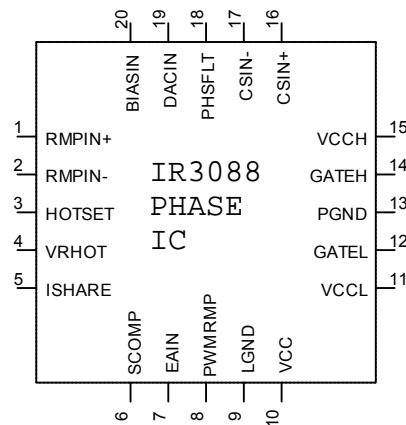 20 19 18 17 16
BIASIN DACIN PHSFLT CSIN- CSIN+
1 RMPIN+
2 RMPIN-
3 HOTSET
4 VRHOT
5 ISHARE
IR3088
PHASE
IC
VCCH 15
GATEH 14
PGND 13
GATEL 12
VCCL 11
SCOMP EAIN PWMRMP LGND VCC
6 7 8 9 10